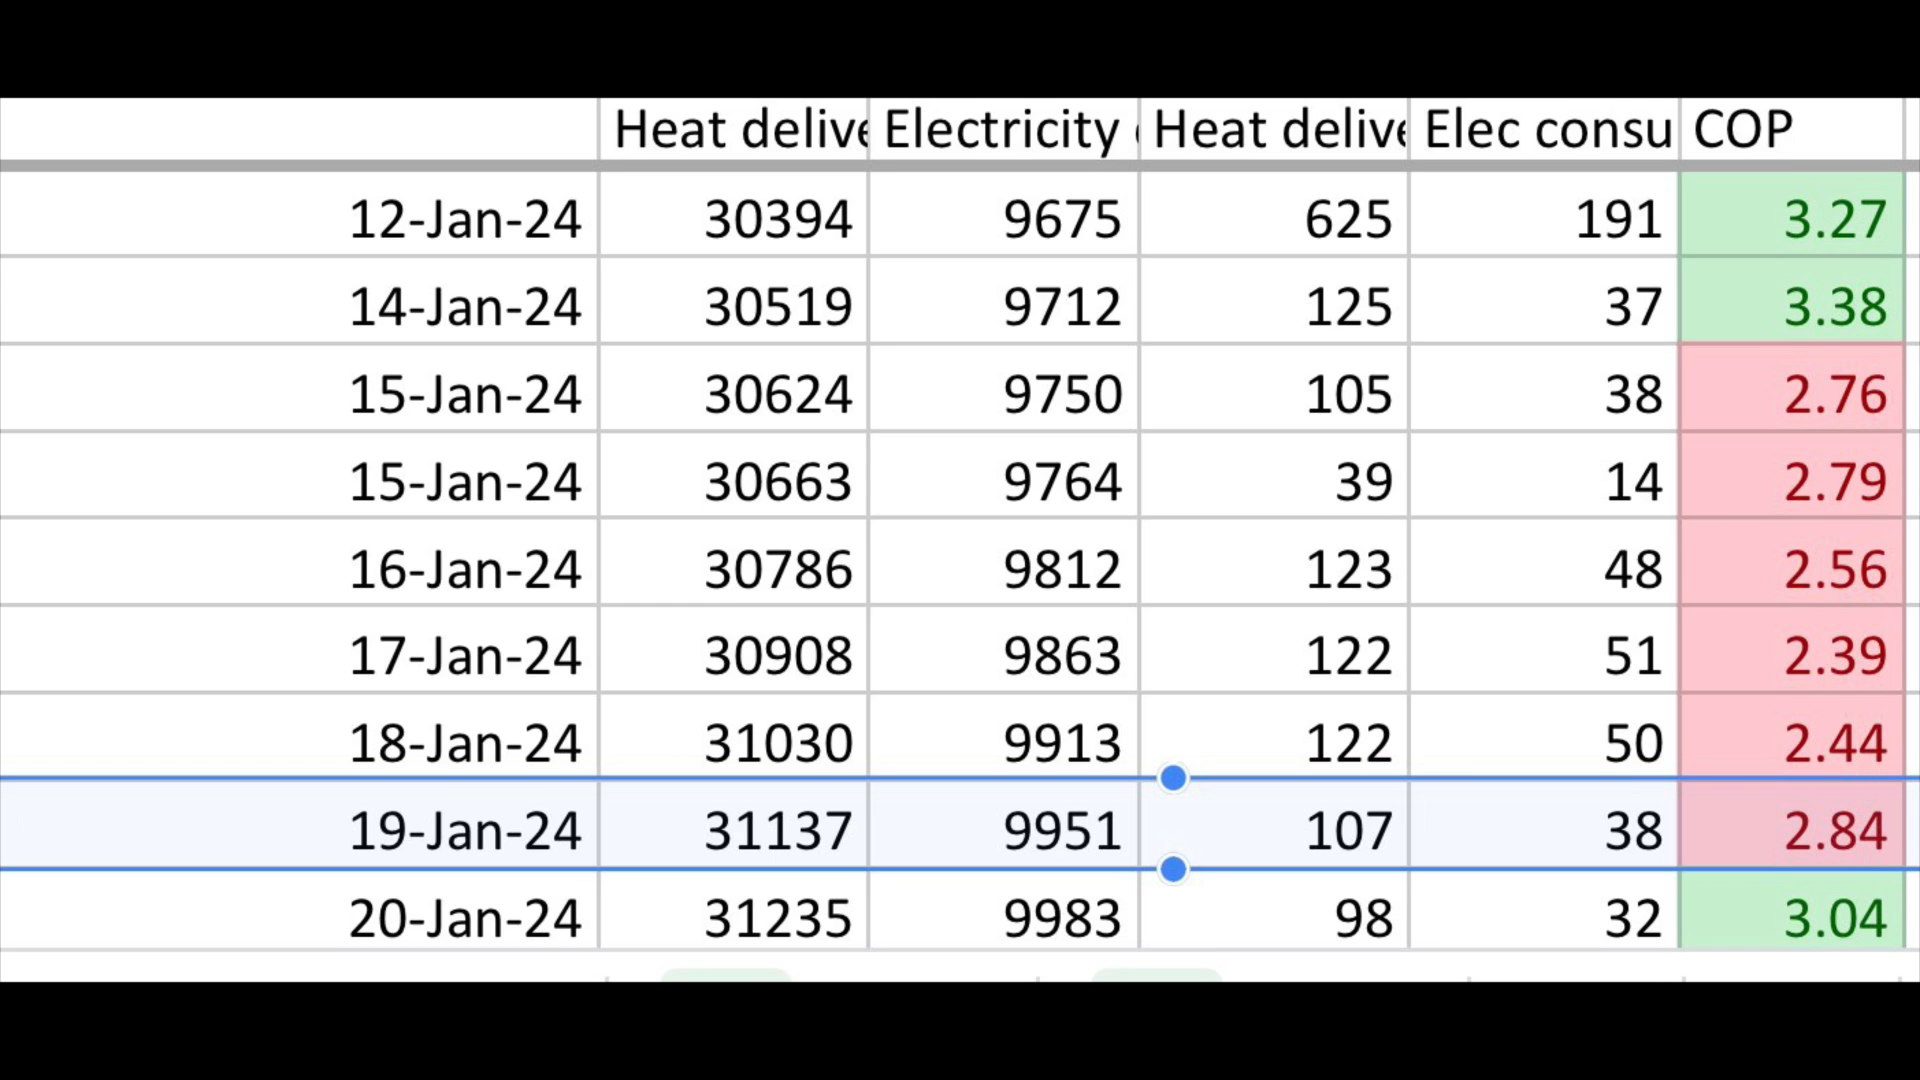 Heat delive Electricity Heat delive Elec consu COP
12-Jan-24 30394 9675 625 191 3.27
14-Jan-24 30519 9712 125 37 3.38
15-Jan-24 30624 9750 105 38 2.76
15-Jan-24 30663 9764 39 14 2.79
16-Jan-24 30786 9812 123 48 2.56
17-Jan-24 30908 9863 122 51 2.39
18-Jan-24 31030 9913 122 50 2.44
19-Jan-24 31137 9951 107 38 2.84
20-Jan-24 31235 9983 98 32 3.04